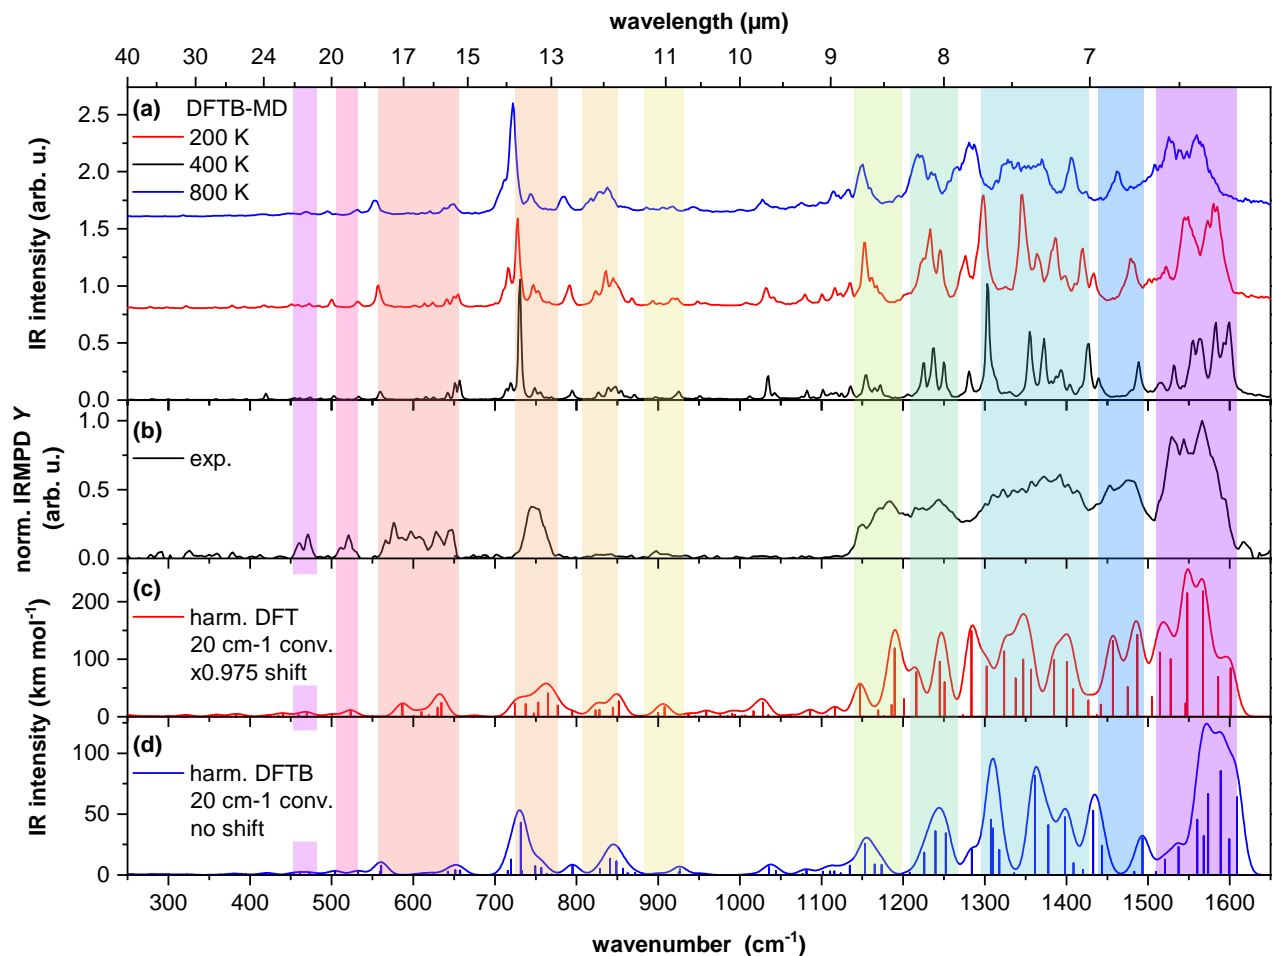 wavelength (µm)
40 30 24 20 17 15 13 11 10 9 8 7
(a) DFTB-MD
200 K
400 K
800 K
IR intensity (arb. u.)
2.5
2.0
1.5
1.0
0.5
0.0
(b)
exp.
norm. IRMPD Y
(arb. u.)
1.0
0.5
0.0
(c)
harm. DFT
20 cm-1 conv.
x0.975 shift
IR intensity (km mol-1)
200
100
0
(d)
harm. DFTB
20 cm-1 conv.
no shift
100
50
0
300 400 500 600 700 800 900 1000 1100 1200 1300 1400 1500 1600
wavenumber (cm-1)